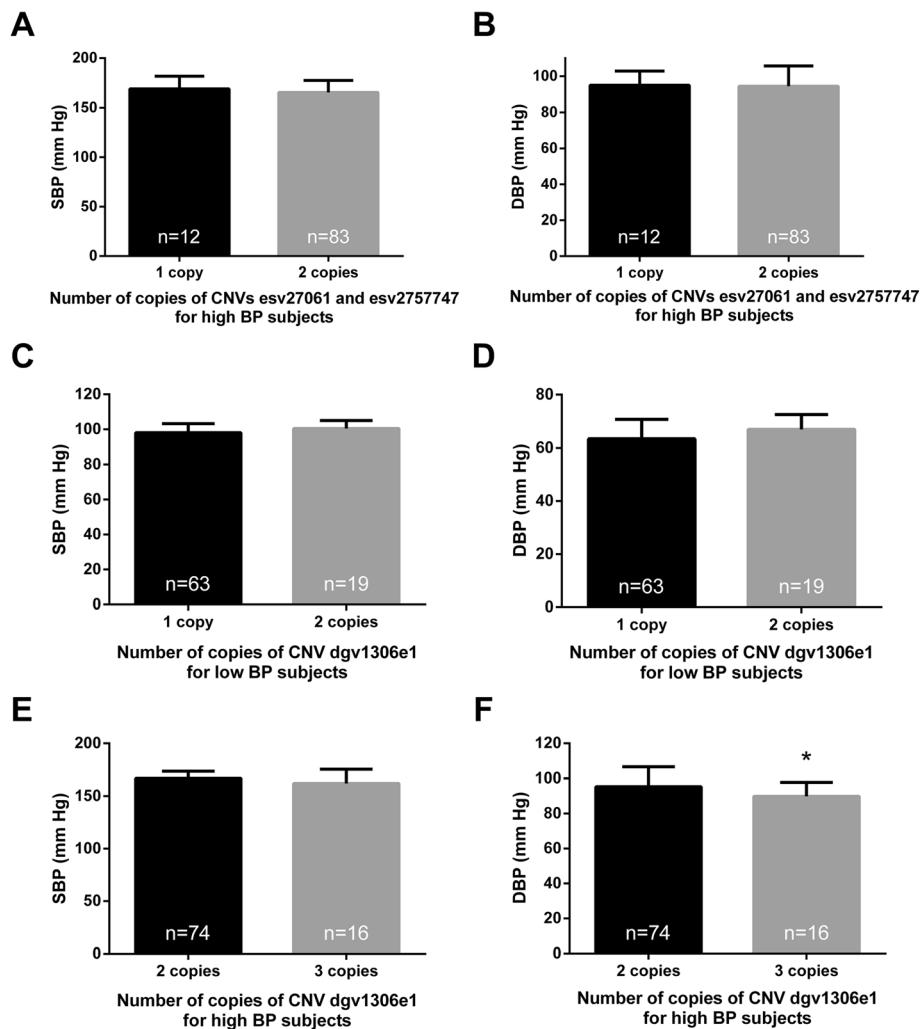 A
SBP (mm Hg)
200
150
100
50
0
n=12
n=83
1 copy
2 copies
Number of copies of CNVs esv27061 and esv2757747
for high BP subjects
B
DBP (mm Hg)
100
80
60
40
20
0
n=12
n=83
1 copy
2 copies
Number of copies of CNVs esv27061 and esv2757747
for high BP subjects
C
SBP (mm Hg)
120
100
80
60
40
20
0
n=63
n=19
1 copy
2 copies
Number of copies of CNV dgv1306e1
for low BP subjects
D
DBP (mm Hg)
80
60
40
20
0
n=63
n=19
1 copy
2 copies
Number of copies of CNV dgv1306e1
for low BP subjects
E
SBP (mm Hg)
200
150
100
50
0
n=74
n=16
2 copies
3 copies
Number of copies of CNV dgv1306e1
for high BP subjects
F
DBP (mm Hg)
120
100
80
60
40
20
0
*
n=74
n=16
2 copies
3 copies
Number of copies of CNV dgv1306e1
for high BP subjects